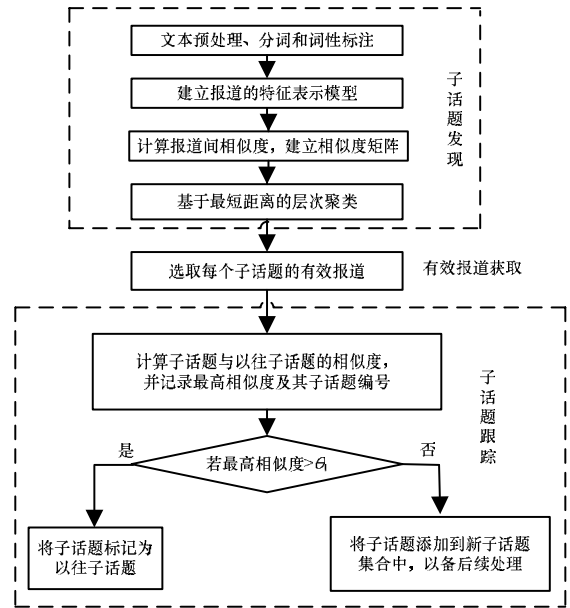 文本预处理、分词和词性标注
建立报道的特征表示模型
计算报道间相似度，建立相似度矩阵
基于最短距离的层次聚类
子话题发现
选取每个子话题的有效报道
有效报道获取
计算子话题与以往子话题的相似度，
并记录最高相似度及其子话题编号
子话题跟踪
是
若最高相似度>θ₁
否
将子话题标记为
以往子话题
将子话题添加到新子话题
集合中，以备后续处理